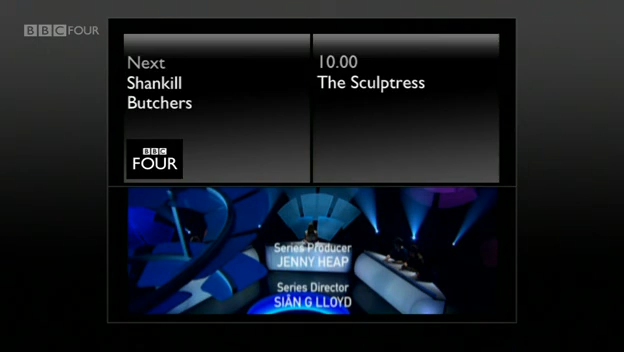 BBC FOUR
Next
Shankill
Butchers
10.00
The Sculptress
BBC
FOUR
Series Producer
JENNY HEAP
Series Director
SIÂN G LLOYD